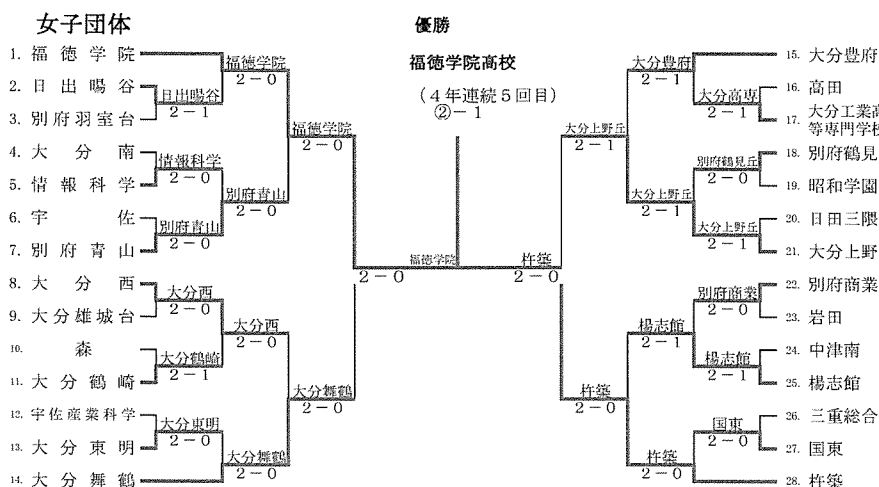 女子団体
優勝
福徳学院高校
(4年連続5回目)
②-1
1. 福徳学院
2. 日出暘谷
3. 別府羽室台
4. 大分南
5. 情報科学
6. 宇佐
7. 別府青山
8. 大分西
9. 大分雄城台
10. 森
11. 大分鶴崎
12. 宇佐産業科学
13. 大分東明
14. 大分舞鶴
日出暘谷
2-1
情報科学
2-0
別府青山
2-0
大分西
2-0
大分鶴崎
2-1
大分東明
2-0
福徳学院
2-0
別府青山
2-0
大分西
2-0
大分舞鶴
2-0
福徳学院
2-0
大分舞鶴
2-0
福徳学院
2-0
杵築
2-0
大分上野丘
2-1
杵築
2-0
大分豊府
2-1
大分上野丘
2-1
楊志館
2-1
杵築
2-0
大分高専
2-1
別府鶴見丘
2-0
大分上野丘
2-1
別府商業
2-0
楊志館
2-1
国東
2-0
15. 大分豊府
16. 高田
17. 大分工業高
等専門学校
18. 別府鶴見
19. 昭和学園
20. 日田三隈
21. 大分上野
22. 別府商業
23. 岩田
24. 中津南
25. 楊志館
26. 三重総合
27. 国東
28. 杵築